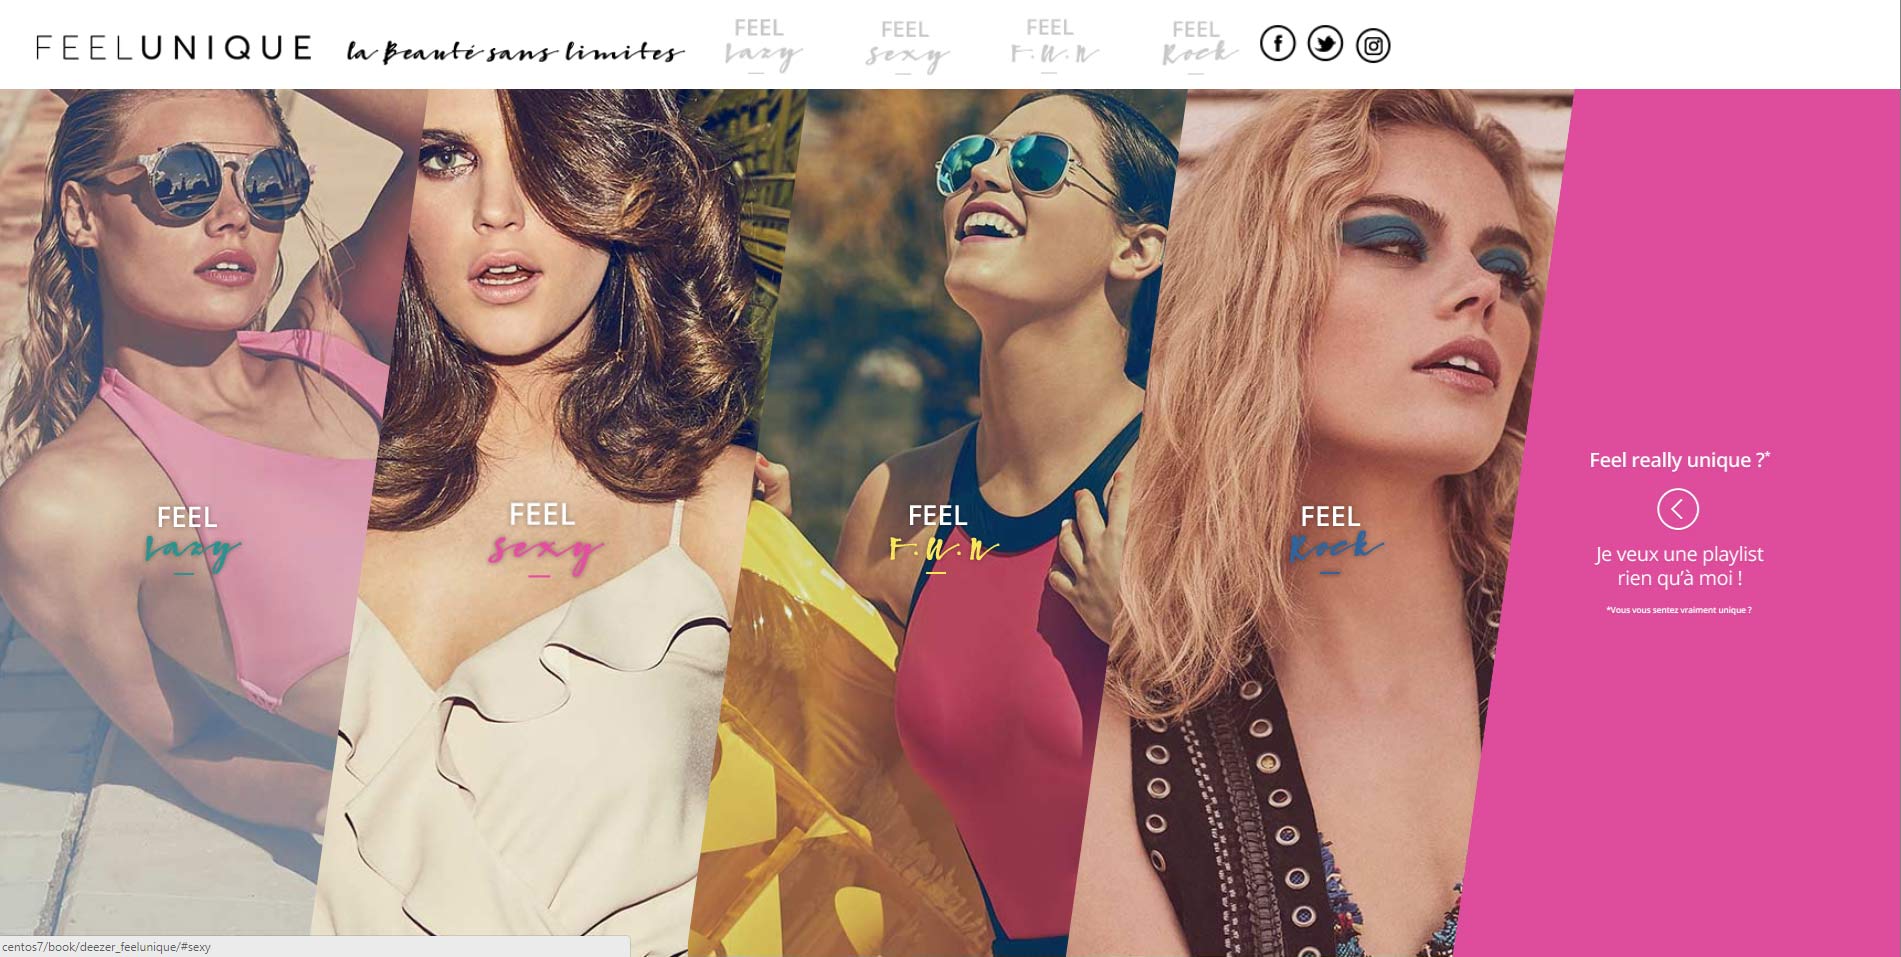 FEELUNIQUE la Beauté sans limites
FEEL
Lazy
FEEL
Sexy
FEEL
F.U.N
FEEL
Rock
f
FEEL
Lazy
FEEL
Sexy
FEEL
F.U.N
FEEL
Rock
Feel really unique ?*
Je veux une playlist
rien qu'à moi !
*Vous vous sentez vraiment unique ?
centos7/book/deezer_feelunique/#sexy